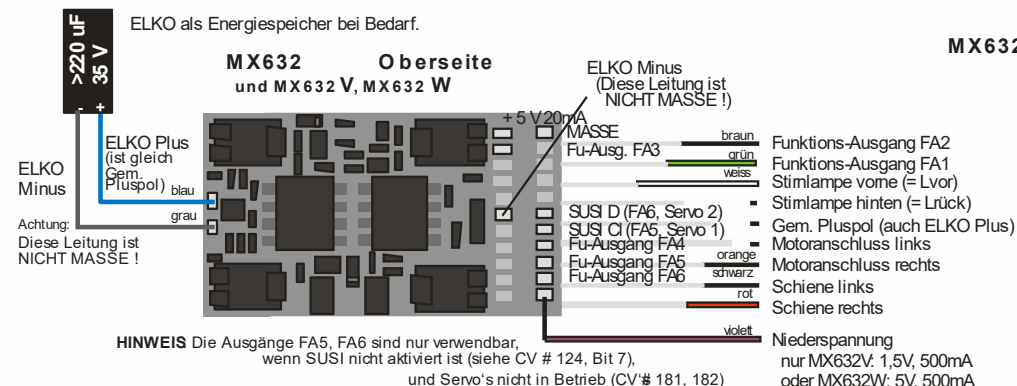 ELKO als Energiespeicher bei Bedarf.
>220 uF
35 V
- +
MX632 Oberseite
und MX632 V, MX632 W
MX632
ELKO Minus
(Diese Leitung ist
NICHT MASSE !)
ELKO Plus
(ist gleich
Gem.
Pluspol)
blau
ELKO
Minus
grau
Achtung:
Diese Leitung ist
NICHT MASSE !
+ 5 V 20mA
MASSE
Fu-Ausg. FA3
SUSI D (FA6, Servo 2)
SUSI Cl (FA5, Servo 1)
Fu-Ausgang FA4
Fu-Ausgang FA5
Fu-Ausgang FA6
braun
Funktions-Ausgang FA2
grün
Funktions-Ausgang FA1
weiss
Stirnlampe vorne (= Lvor)
Stirnlampe hinten (= Lrück)
Gem. Pluspol (auch ELKO Plus)
Motoranschluss links
orange
Motoranschluss rechts
schwarz
Schiene links
rot
Schiene rechts
violett
Niederspannung
nur MX632V: 1,5V, 500mA
oder MX632W: 5V, 500mA
HINWEIS Die Ausgänge FA5, FA6 sind nur verwendbar,
wenn SUSI nicht aktiviert ist (siehe CV # 124, Bit 7),
und Servo's nicht in Betrieb (CV'# 181, 182)